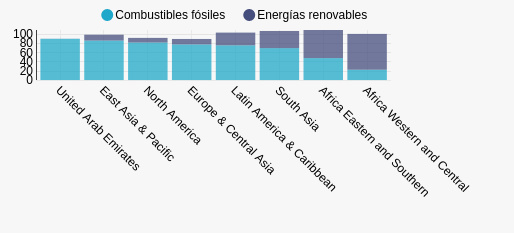 Combustibles fósiles
Energías renovables
100
80
60
40
20
0
United Arab Emirates
East Asia & Pacific
North America
Europe & Central Asia
Latin America & Caribbean
South Asia
Africa Eastern and Southern
Africa Western and Central